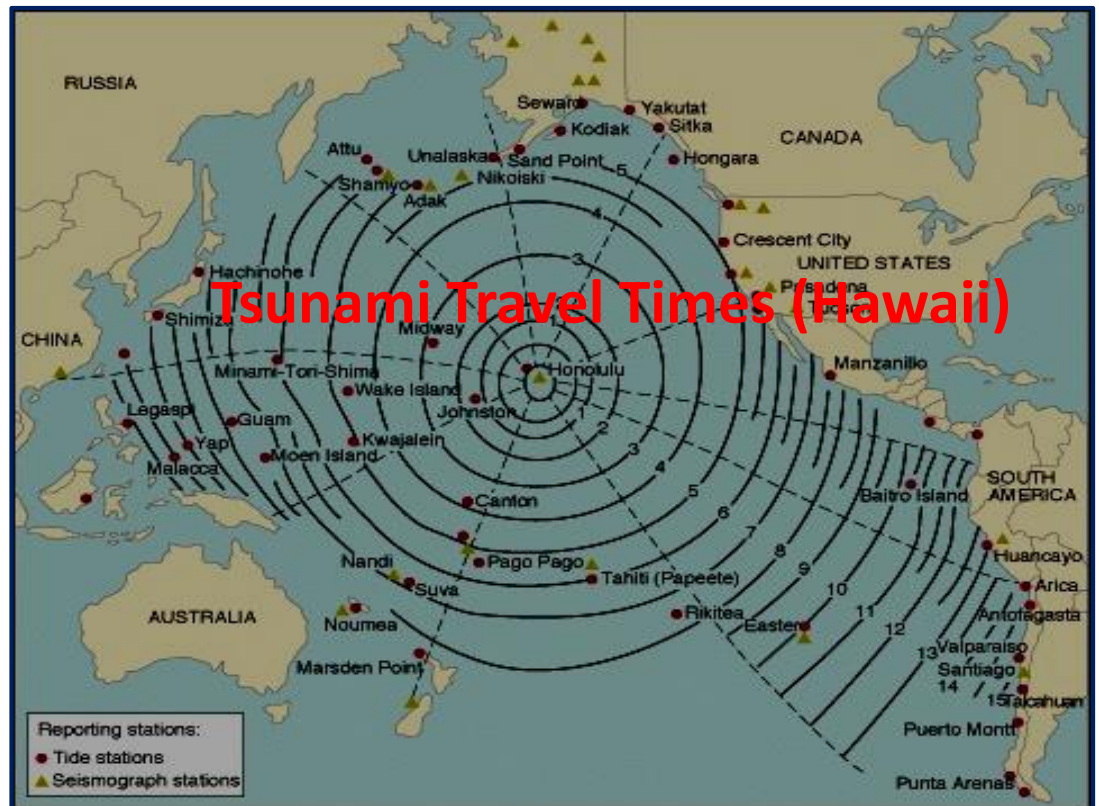 RUSSIA
Seward
Yakutat
Kodiak
Sitka
CANADA
Attu
Unalaska
Sand Point
Hongara
5
Shamyo
Nikoiski
Adak
4
Crescent City
Hachinohe
3
UNITED STATES
Pasadena
Tsunami Travel Times (Hawaii)
Tucson
Shimizu
1
Midway
CHINA
Manzanillo
Minami-Tori-Shima
Honolulu
Wake Island
Johnston
1
Legaspi
Guam
2
Kwajalein
Yap
3
Moen Island
Malacca
4
SOUTH
AMERICA
5
Baitro Island
Canton
6
7
Huancayo
8
Nandi
Pago Pago
9
Tahiti (Papeete)
Suva
10
Arica
AUSTRALIA
Noumea
Rikitea
Easter
11
Antofagasta
12
Marsden Point
13
Valparaiso
Santiago
14
15
Talcahuan
Reporting stations:
Puerto Montt
Tide stations
Seismograph stations
Punta Arenas